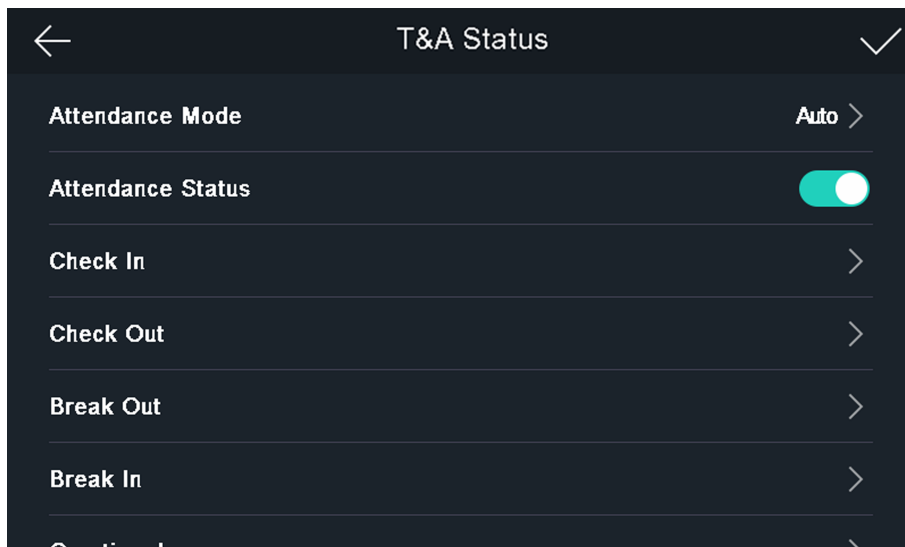 T&A Status
Attendance Mode
Auto
Attendance Status
Check In
Check Out
Break Out
Break In